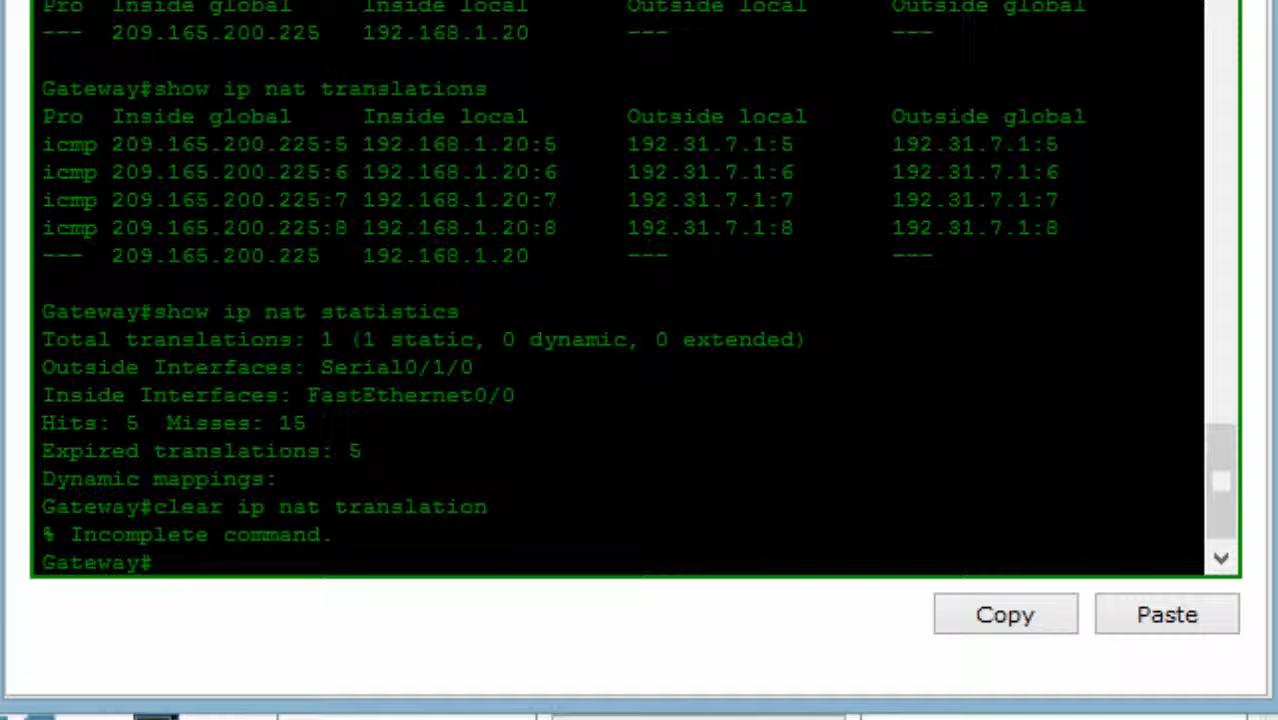 Pro  Inside global     Inside local       Outside local      Outside global
---  209.165.200.225   192.168.1.20       ---                ---
Gateway#show ip nat translations
Pro  Inside global     Inside local       Outside local      Outside global
icmp 209.165.200.225:5 192.168.1.20:5     192.31.7.1:5       192.31.7.1:5
icmp 209.165.200.225:6 192.168.1.20:6     192.31.7.1:6       192.31.7.1:6
icmp 209.165.200.225:7 192.168.1.20:7     192.31.7.1:7       192.31.7.1:7
icmp 209.165.200.225:8 192.168.1.20:8     192.31.7.1:8       192.31.7.1:8
---  209.165.200.225   192.168.1.20       ---                ---
Gateway#show ip nat statistics
Total translations: 1 (1 static, 0 dynamic, 0 extended)
Outside Interfaces: Serial0/1/0
Inside Interfaces: FastEthernet0/0
Hits: 5  Misses: 15
Expired translations: 5
Dynamic mappings:
Gateway#clear ip nat translation
% Incomplete command.
Gateway#
Copy Paste